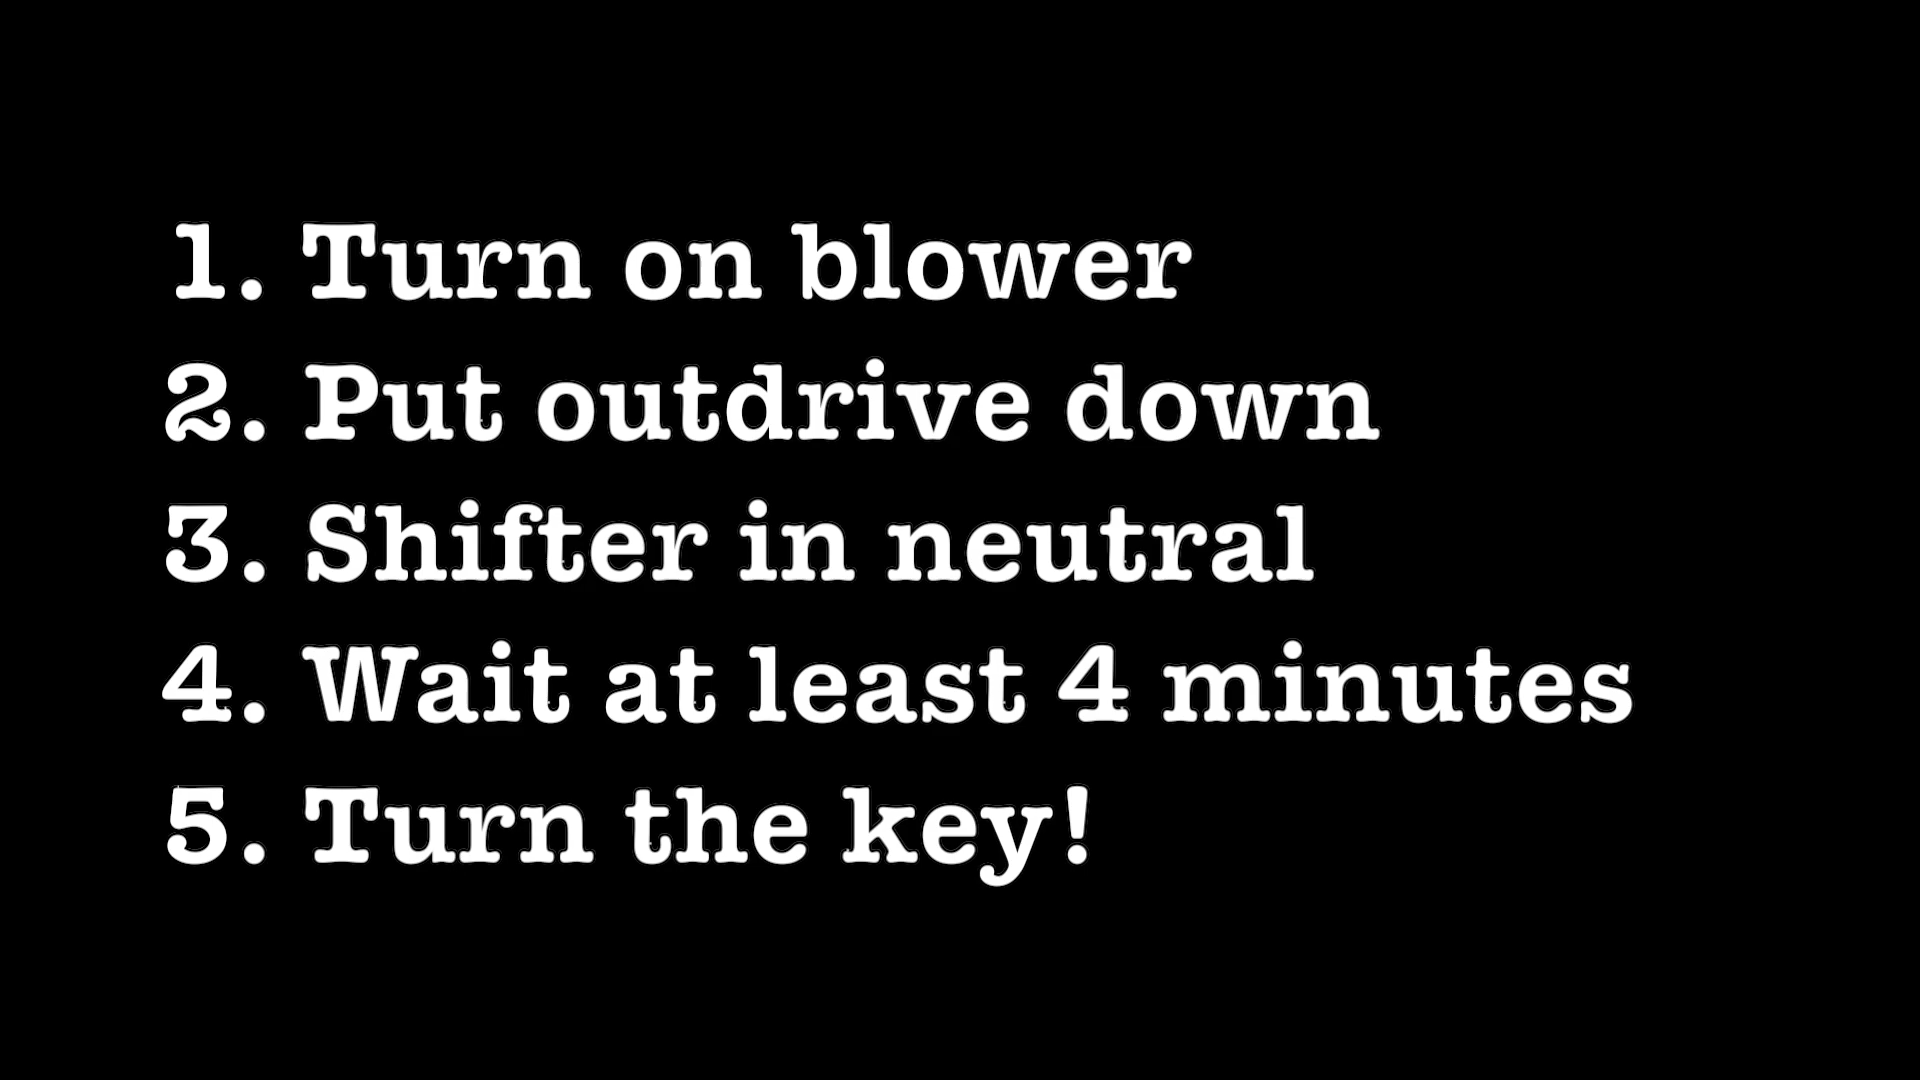 1. Turn on blower
2. Put outdrive down
3. Shifter in neutral
4. Wait at least 4 minutes
5. Turn the key!